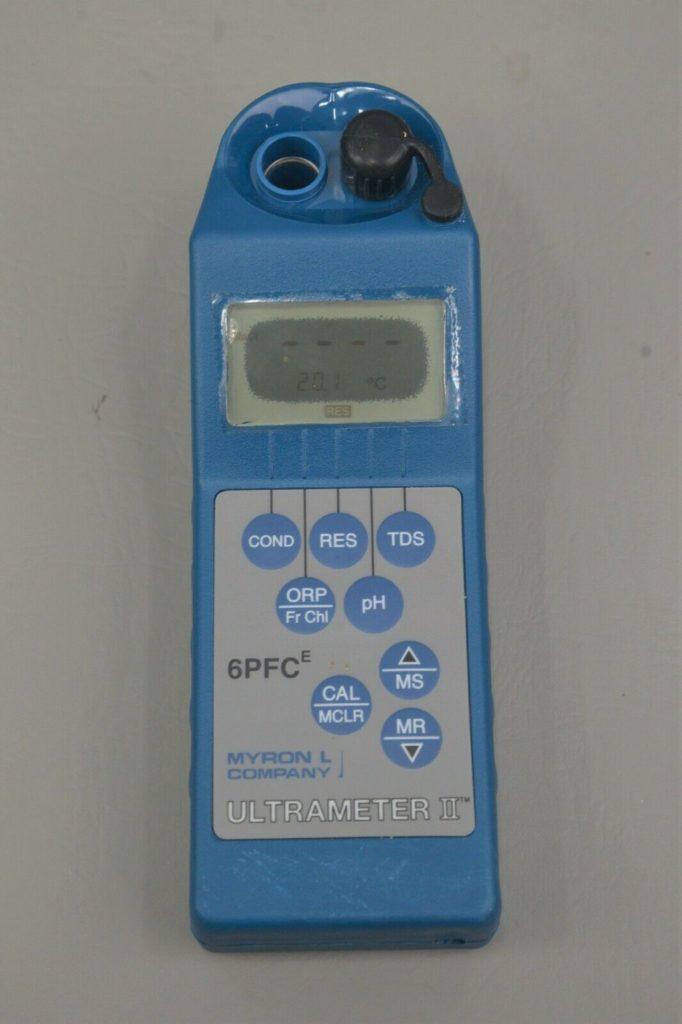 - - - -
20.1 °C
RES
COND RES TDS
ORP
Fr Chl
pH
▲
MS
6PFCᴱ
CAL
MCLR
MR
▼
MYRON L
COMPANY
ULTRAMETER II™